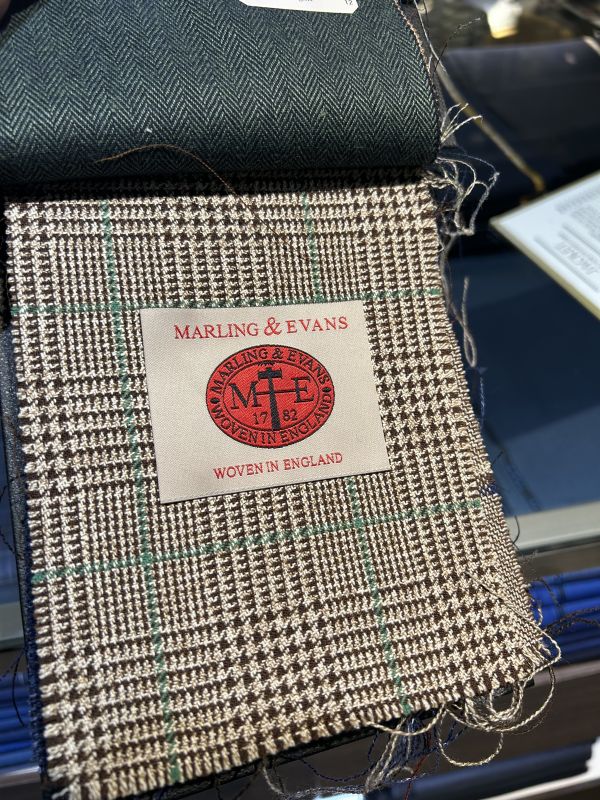 MARLING & EVANS
MARLING & EVANS
M E
17 82
WOVEN IN ENGLAND
WOVEN IN ENGLAND